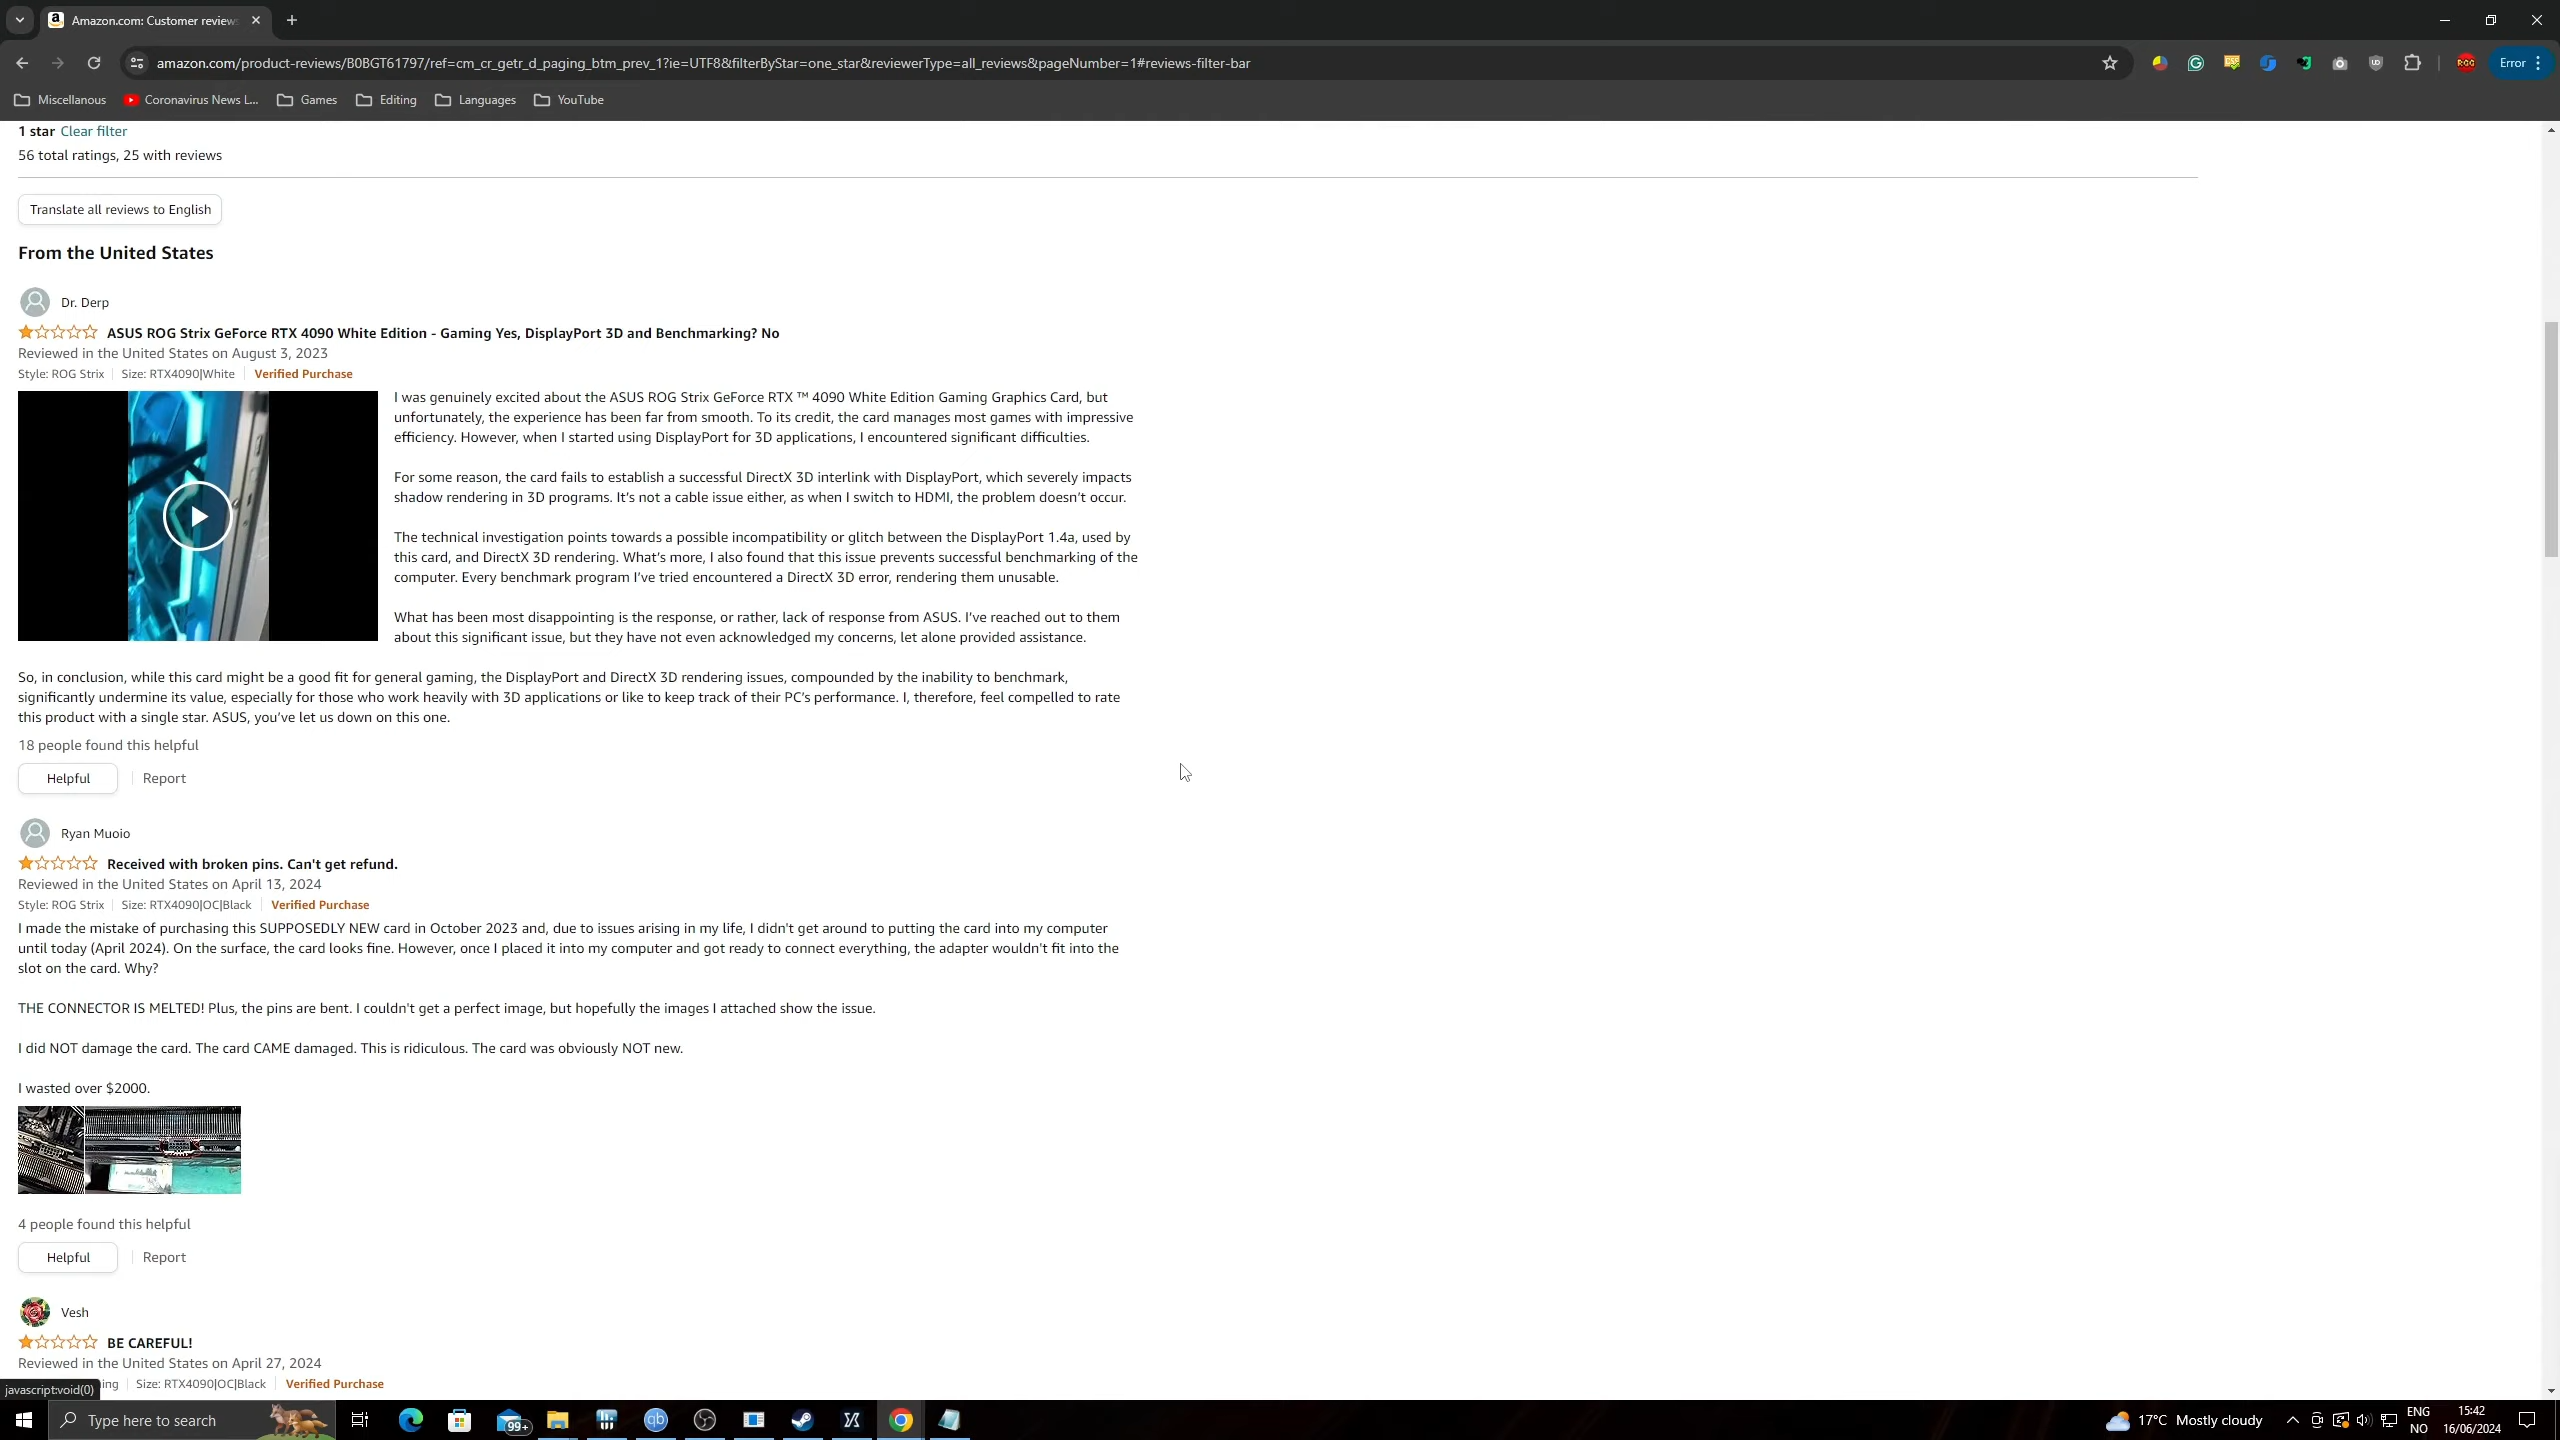 Amazon.com: Customer reviews
amazon.com/product-reviews/B0BGT61797/ref=cm_cr_getr_d_paging_btm_prev_1?ie=UTF8&filterByStar=one_star&reviewerType=all_reviews&pageNumber=1#reviews-filter-bar
Error
Miscellanous Coronavirus News L... Games Editing Languages YouTube
1 star Clear filter
56 total ratings, 25 with reviews
Translate all reviews to English
From the United States
Dr. Derp
ASUS ROG Strix GeForce RTX 4090 White Edition - Gaming Yes, DisplayPort 3D and Benchmarking? No
Reviewed in the United States on August 3, 2023
Style: ROG Strix Size: RTX4090|White Verified Purchase
I was genuinely excited about the ASUS ROG Strix GeForce RTX ™ 4090 White Edition Gaming Graphics Card, but
unfortunately, the experience has been far from smooth. To its credit, the card manages most games with impressive
efficiency. However, when I started using DisplayPort for 3D applications, I encountered significant difficulties.
For some reason, the card fails to establish a successful DirectX 3D interlink with DisplayPort, which severely impacts
shadow rendering in 3D programs. It’s not a cable issue either, as when I switch to HDMI, the problem doesn’t occur.
The technical investigation points towards a possible incompatibility or glitch between the DisplayPort 1.4a, used by
this card, and DirectX 3D rendering. What’s more, I also found that this issue prevents successful benchmarking of the
computer. Every benchmark program I’ve tried encountered a DirectX 3D error, rendering them unusable.
What has been most disappointing is the response, or rather, lack of response from ASUS. I’ve reached out to them
about this significant issue, but they have not even acknowledged my concerns, let alone provided assistance.
So, in conclusion, while this card might be a good fit for general gaming, the DisplayPort and DirectX 3D rendering issues, compounded by the inability to benchmark,
significantly undermine its value, especially for those who work heavily with 3D applications or like to keep track of their PC’s performance. I, therefore, feel compelled to rate
this product with a single star. ASUS, you’ve let us down on this one.
18 people found this helpful
Helpful Report
Ryan Muoio
Received with broken pins. Can't get refund.
Reviewed in the United States on April 13, 2024
Style: ROG Strix Size: RTX4090|OC|Black Verified Purchase
I made the mistake of purchasing this SUPPOSEDLY NEW card in October 2023 and, due to issues arising in my life, I didn't get around to putting the card into my computer
until today (April 2024). On the surface, the card looks fine. However, once I placed it into my computer and got ready to connect everything, the adapter wouldn't fit into the
slot on the card. Why?
THE CONNECTOR IS MELTED! Plus, the pins are bent. I couldn't get a perfect image, but hopefully the images I attached show the issue.
I did NOT damage the card. The card CAME damaged. This is ridiculous. The card was obviously NOT new.
I wasted over $2000.
4 people found this helpful
Helpful Report
Vesh
BE CAREFUL!
Reviewed in the United States on April 27, 2024
javascript:void(0) ing Size: RTX4090|OC|Black Verified Purchase
Type here to search 99+ qb 17°C Mostly cloudy ENG 15:42
NO 16/06/2024